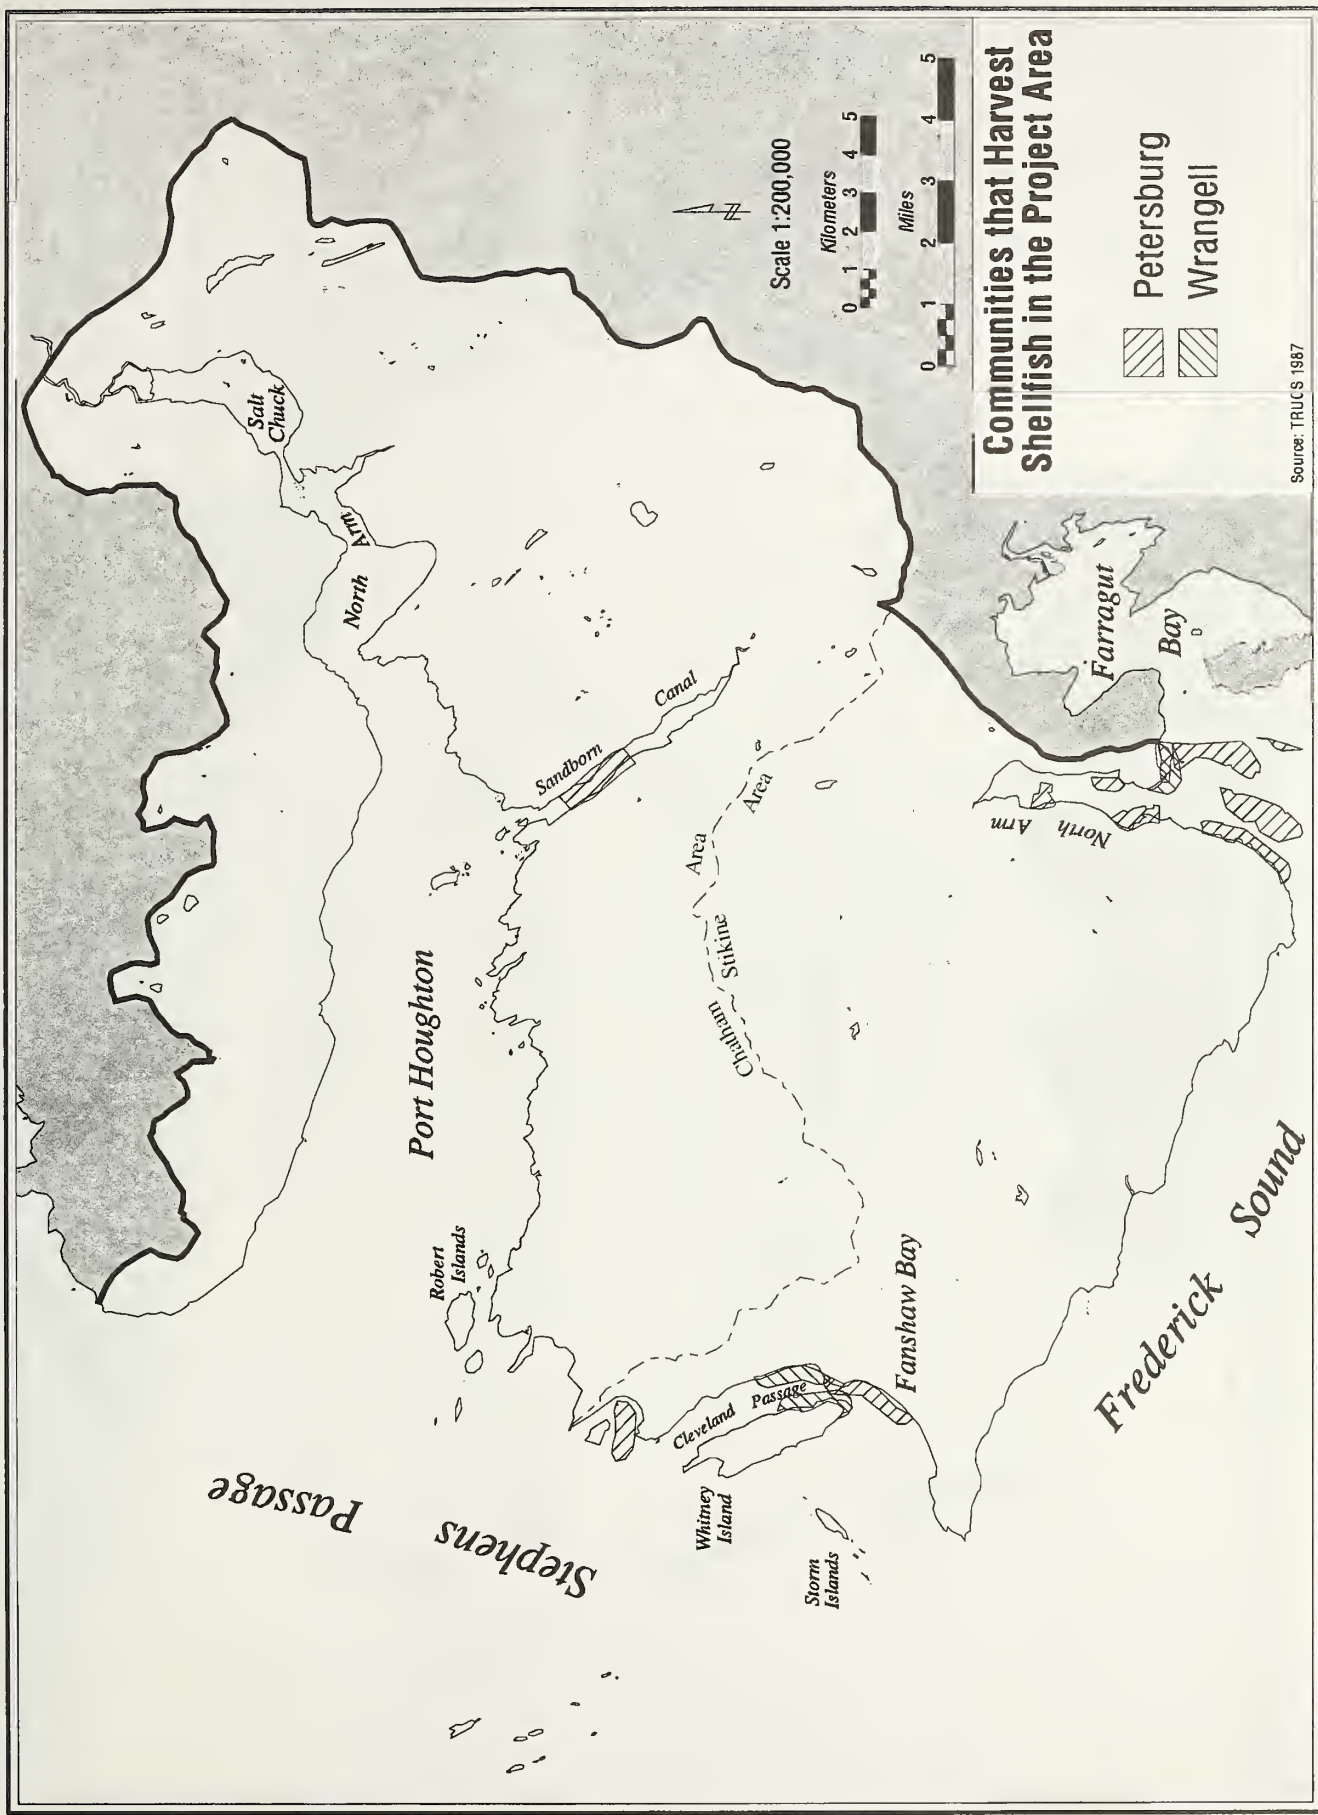 Communities that Harvest
Shellfish in the Project Area
Petersburg
Wrangell
Source: TRUCS 1987
Scale 1:200,000
Kilometers
0 1 2 3 4 5
Miles
0 1 2 3 4 5
Salt
Chuck
North
Arm
Sandborn
Canal
Port Houghton
Robert
Islands
Stephens
Passage
Chatham
Area
Stikine
Area
Cleveland
Passage
Whitney
Island
Storm
Islands
Fanshaw Bay
Farragut
Bay
North
Arm
Frederick
Sound